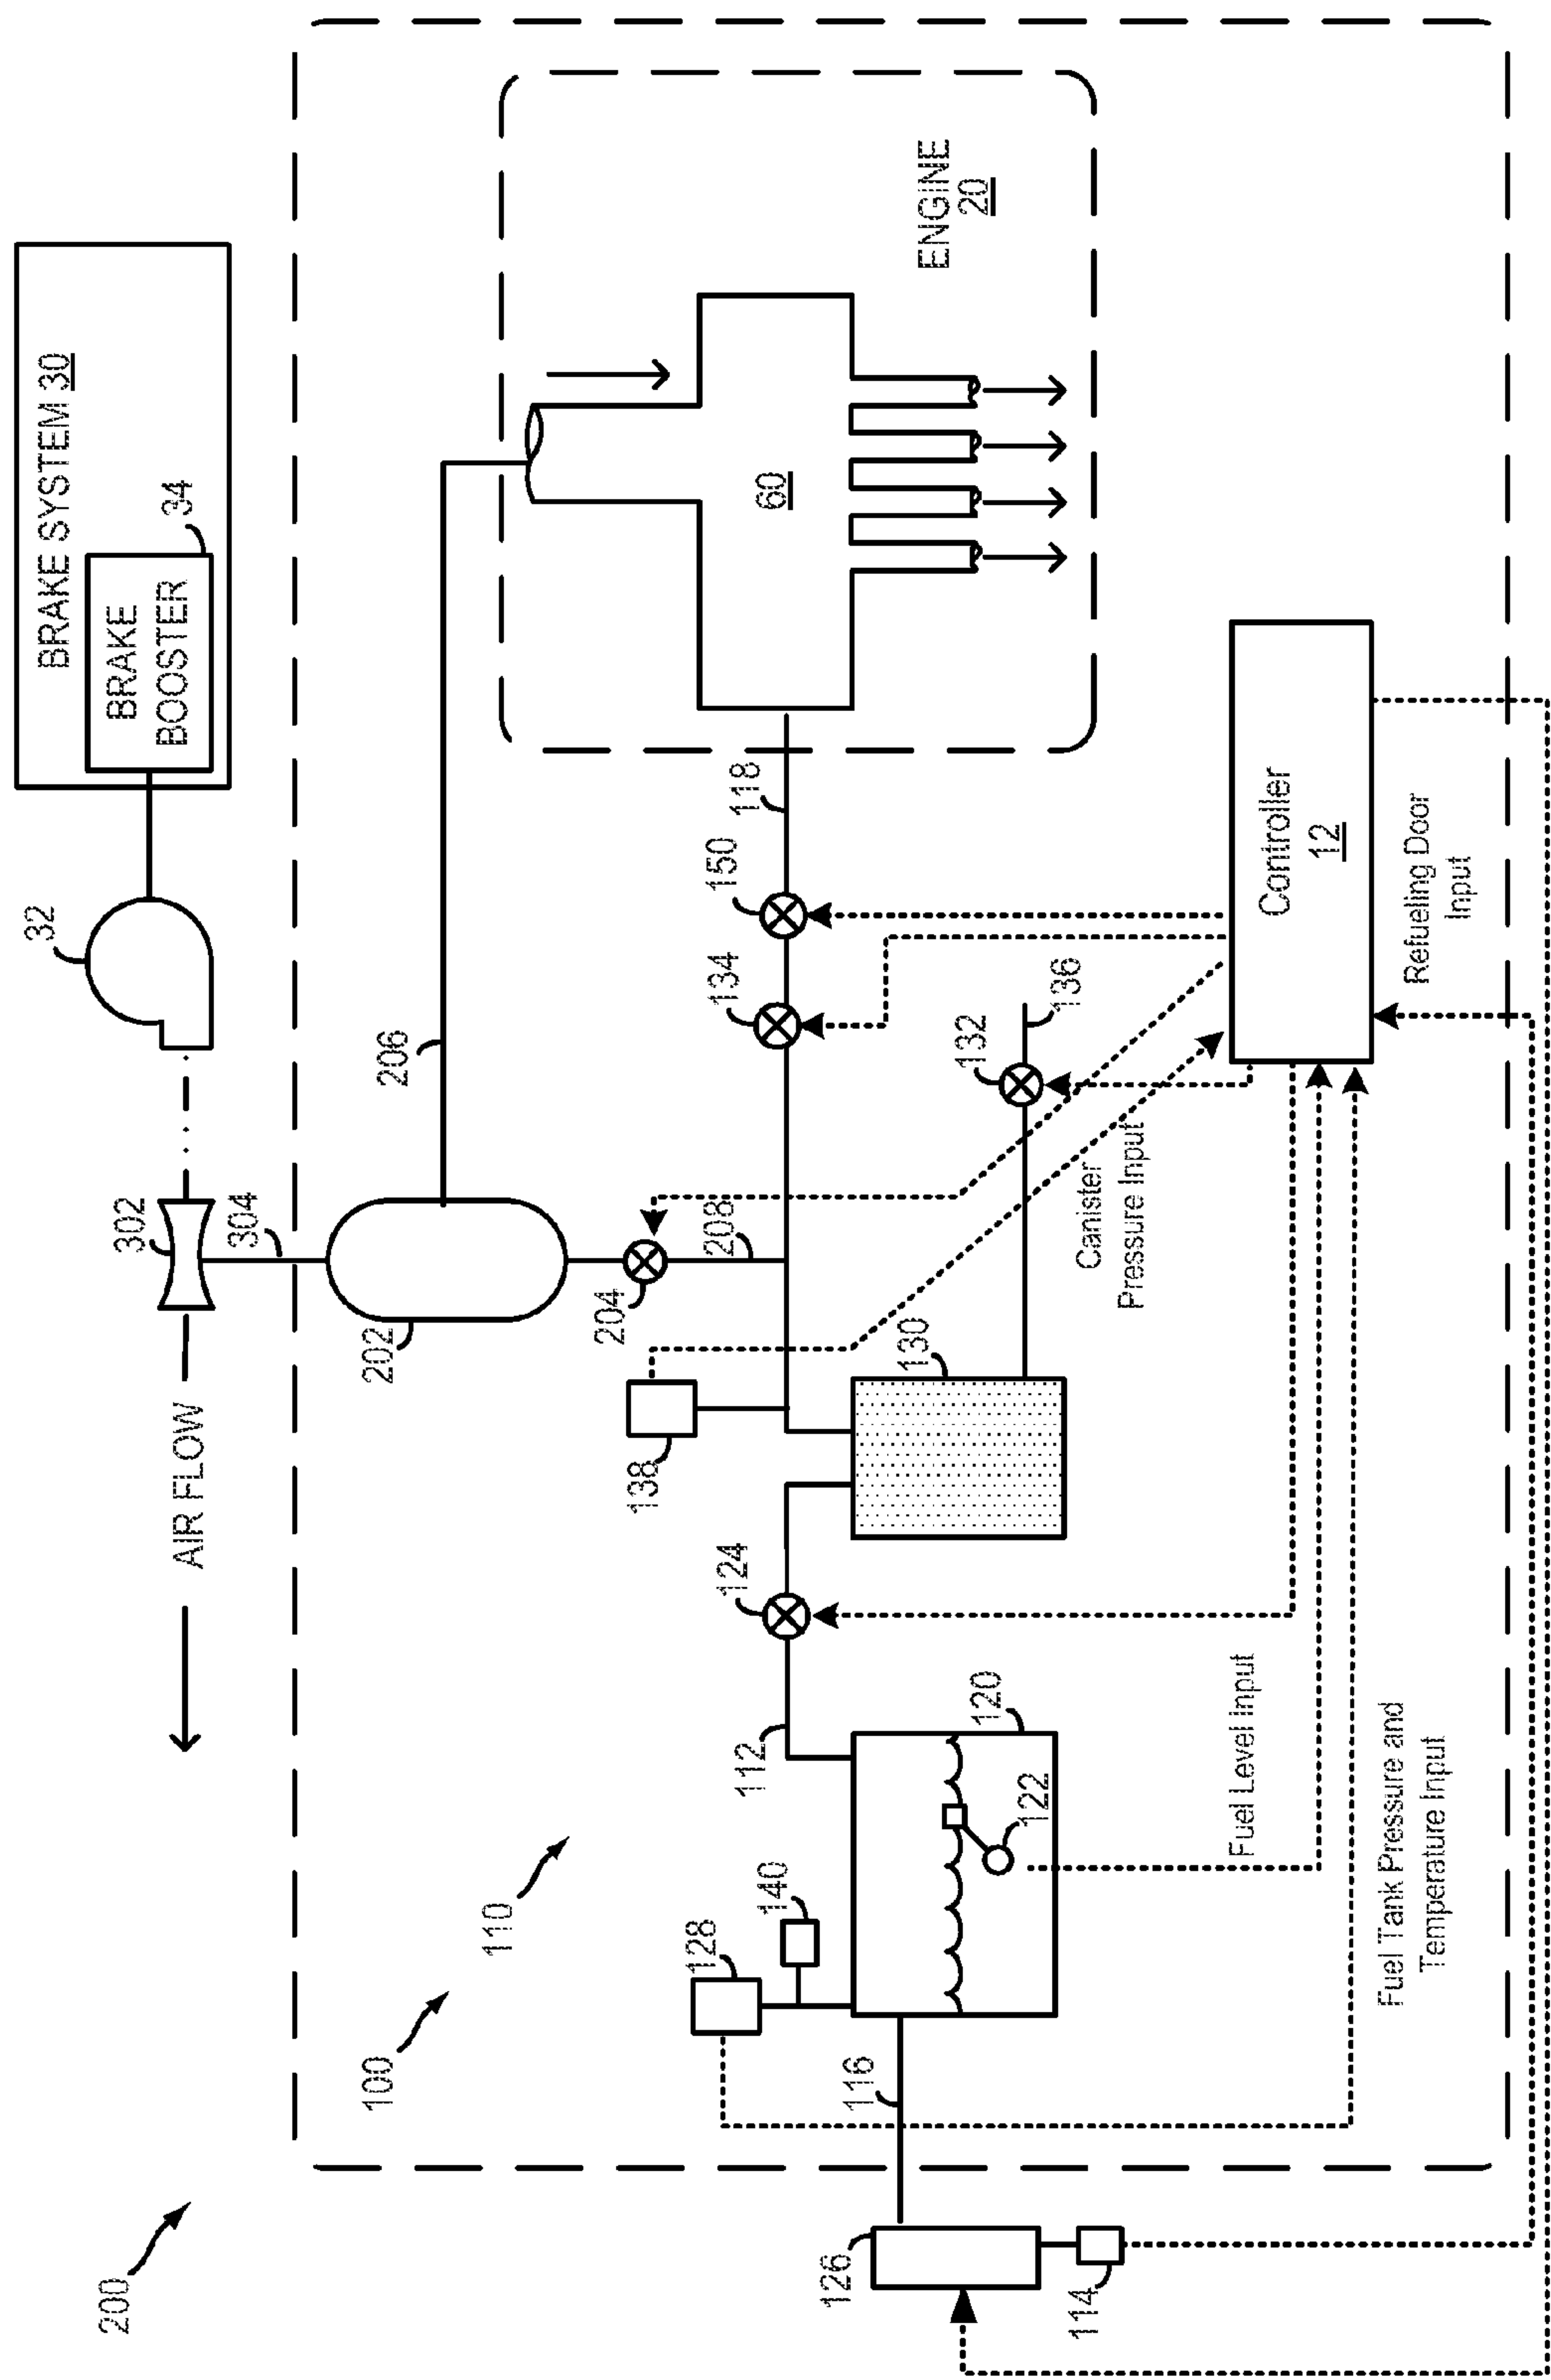 200
100
110
AIR FLOW
302
304
32
BRAKE SYSTEM 30
BRAKE
BOOSTER
34
202
206
204
208
138
134
150
118
60
ENGINE
20
124
112
128
140
130
132
136
120
122
116
126
114
Canister
Pressure Input
Controller
12
Fuel Level Input
Fuel Tank Pressure and
Temperature Input
Refueling Door
Input